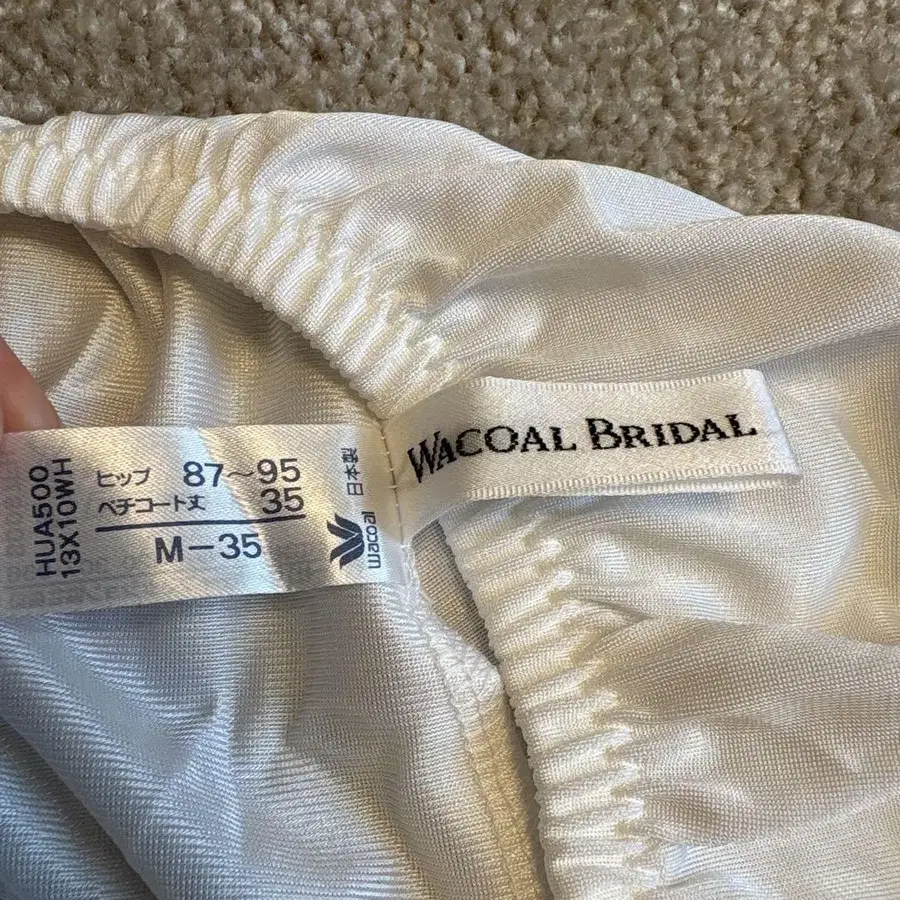 WACOAL BRIDAL
HUA500
13X10WH
ヒップ 87～95
ペチコート丈 35
M-35
日本製
Wacoal